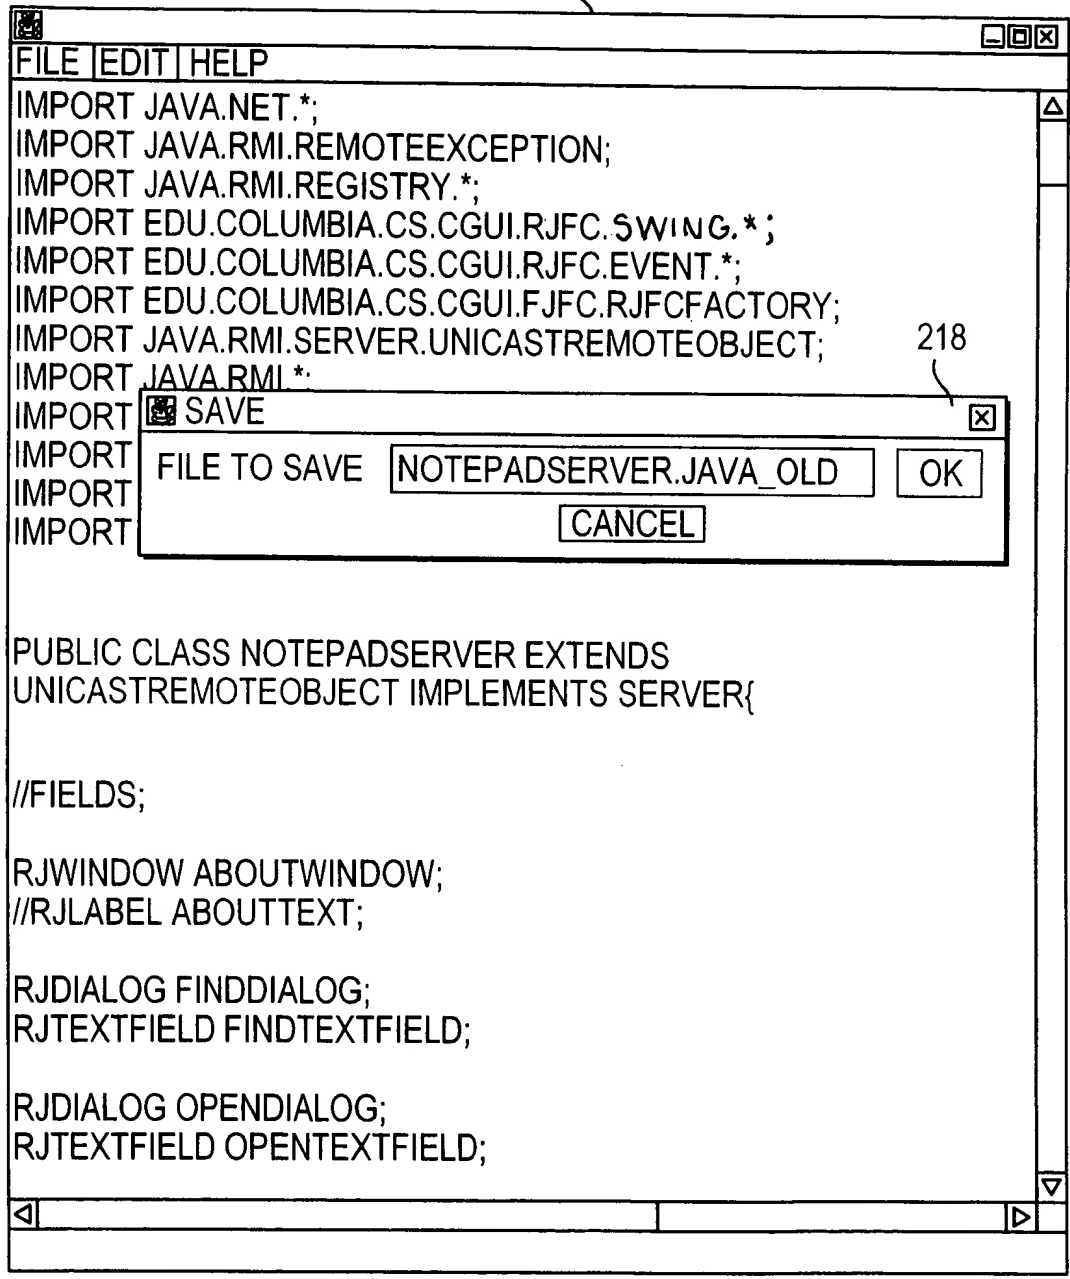 FILE EDIT HELP
IMPORT JAVA.NET.*;
IMPORT JAVA.RMI.REMOTEEXCEPTION;
IMPORT JAVA.RMI.REGISTRY.*;
IMPORT EDU.COLUMBIA.CS.CGUI.RJFC.SWING.*;
IMPORT EDU.COLUMBIA.CS.CGUI.RJFC.EVENT.*;
IMPORT EDU.COLUMBIA.CS.CGUI.FJFC.RJFCFACTORY;
IMPORT JAVA.RMI.SERVER.UNICASTREMOTEOBJECT;
218
IMPORT JAVA.RMI.*;
IMPORT
IMPORT
IMPORT
IMPORT
SAVE
FILE TO SAVE NOTEPADSERVER.JAVA_OLD OK
CANCEL
PUBLIC CLASS NOTEPADSERVER EXTENDS
UNICASTREMOTEOBJECT IMPLEMENTS SERVER{
//FIELDS;
RJWINDOW ABOUTWINDOW;
//RJLABEL ABOUTTEXT;
RJDIALOG FINDDIALOG;
RJTEXTFIELD FINDTEXTFIELD;
RJDIALOG OPENDIALOG;
RJTEXTFIELD OPENTEXTFIELD;